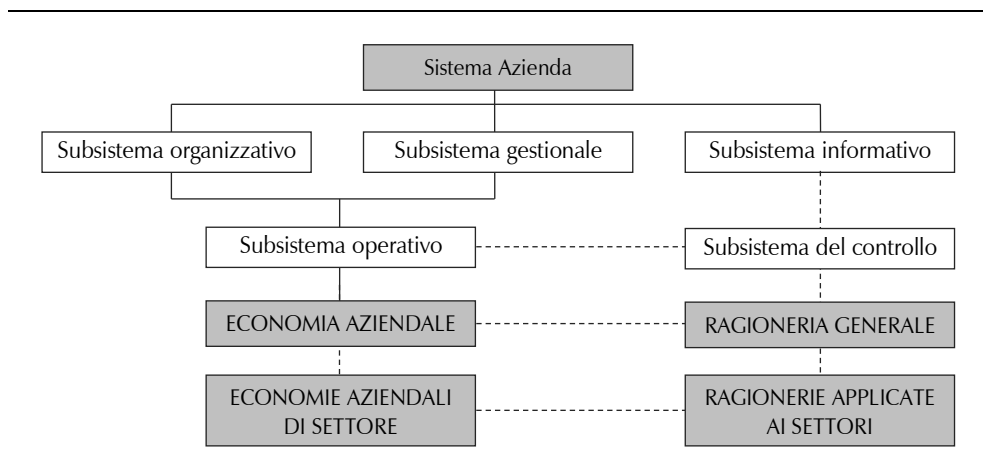 Sistema Azienda
Subsistema organizzativo
Subsistema gestionale
Subsistema informativo
Subsistema operativo
Subsistema del controllo
ECONOMIA AZIENDALE
RAGIONERIA GENERALE
ECONOMIE AZIENDALI
DI SETTORE
RAGIONERIE APPLICATE
AI SETTORI